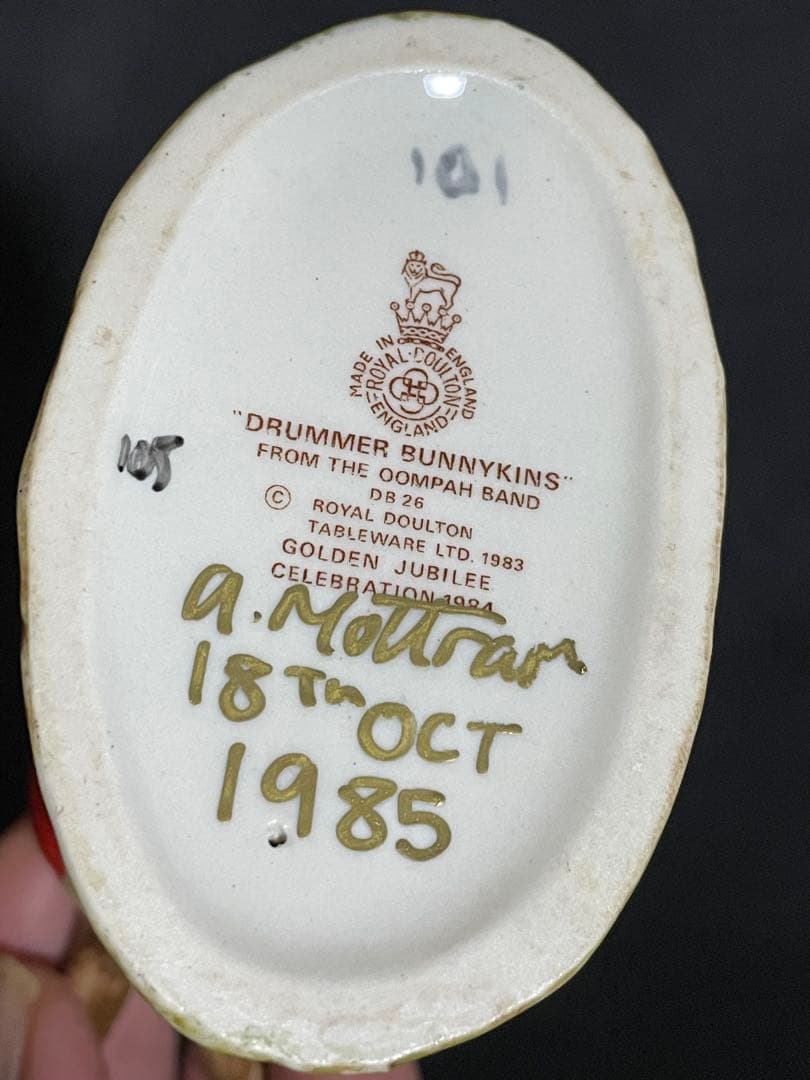 101
MADE IN ENGLAND
ROYAL·DOULTON
ENGLAND
"DRUMMER BUNNYKINS"
FROM THE OOMPAH BAND
DB 26
© ROYAL DOULTON
TABLEWARE LTD. 1983
GOLDEN JUBILEE
CELEBRATION 1984
105
a. Mottram
18TH OCT
1985